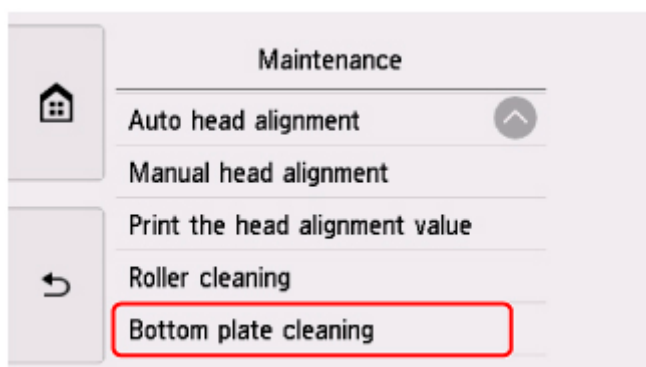 Maintenance
Auto head alignment
Manual head alignment
Print the head alignment value
Roller cleaning
Bottom plate cleaning